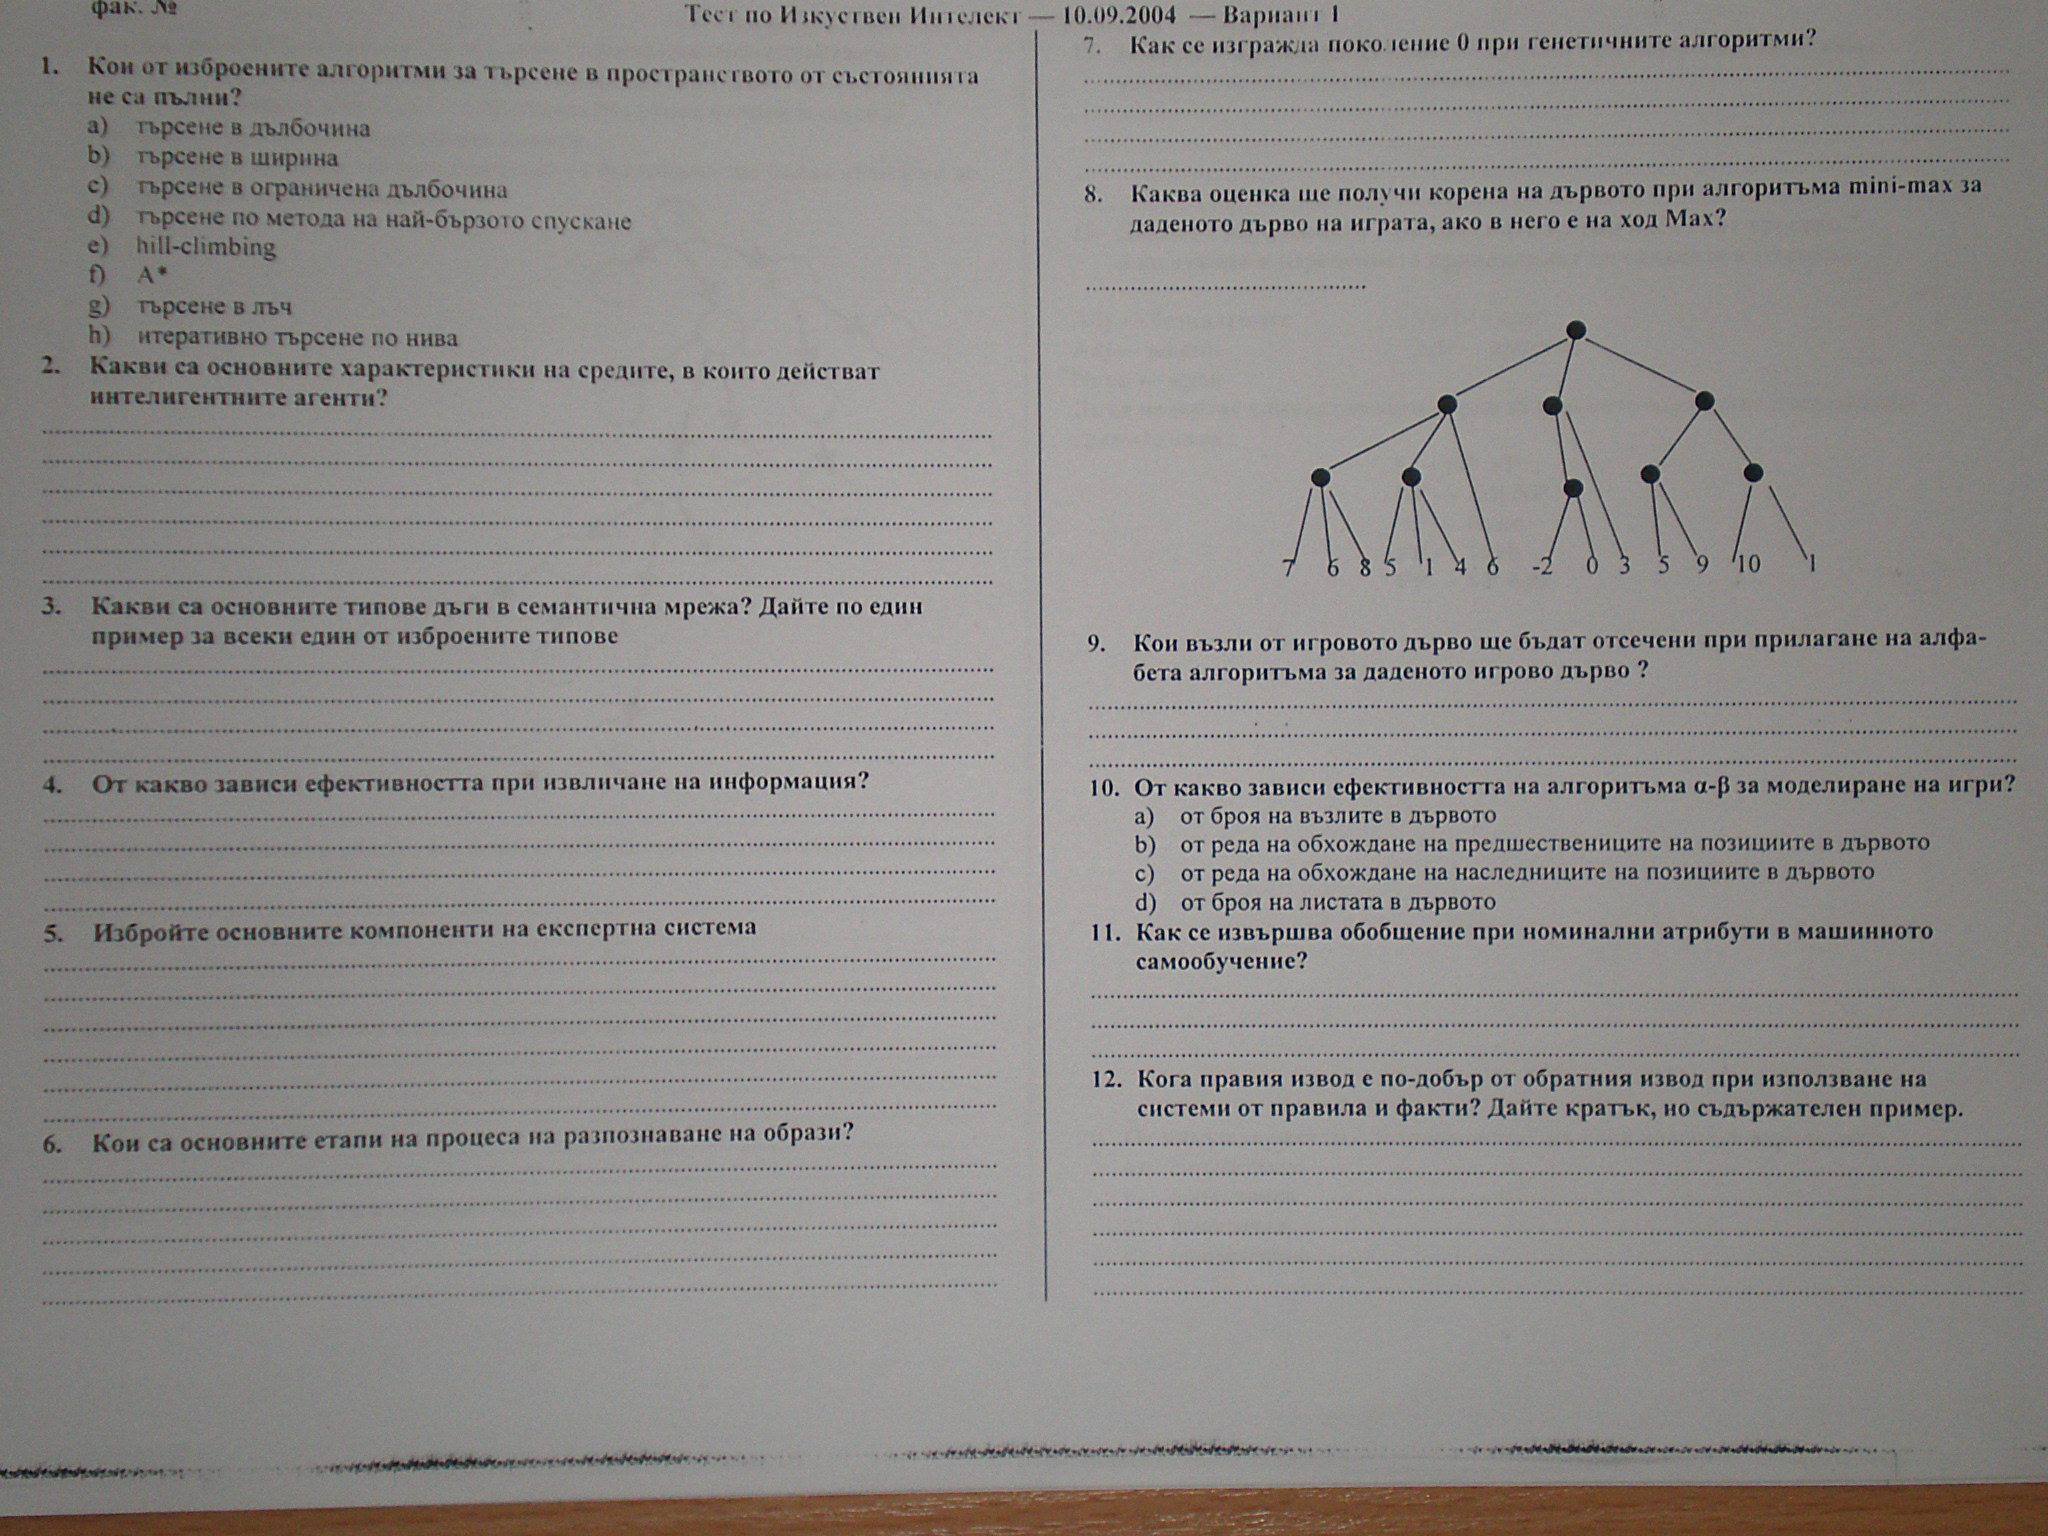 фак. №
Тест по Изкуствен Интелект — 10.09.2004 — Вариант 1
1. Кои от изброените алгоритми за търсене в пространството от състоянията
не са пълни?
a) търсене в дълбочина
b) търсене в ширина
c) търсене в ограничена дълбочина
d) търсене по метода на най-бързото спускане
e) hill-climbing
f) A*
g) търсене в лъч
h) итеративно търсене по нива
2. Какви са основните характеристики на средите, в които действат
интелигентните агенти?
3. Какви са основните типове дъги в семантична мрежа? Дайте по един
пример за всеки един от изброените типове
4. От какво зависи ефективността при извличане на информация?
5. Избройте основните компоненти на експертна система
6. Кои са основните етапи на процеса на разпознаване на образи?
7. Как се изгражда поколение 0 при генетичните алгоритми?
8. Каква оценка ще получи корена на дървото при алгоритъма mini-max за
даденото дърво на играта, ако в него е на ход Max?
7 6 8 5 1 4 6 -2 0 3 5 9 10 1
9. Кои възли от игровото дърво ще бъдат отсечени при прилагане на алфа-
бета алгоритъма за даденото игрово дърво ?
10. От какво зависи ефективността на алгоритъма α-β за моделиране на игри?
a) от броя на възлите в дървото
b) от реда на обхождане на предшествениците на позициите в дървото
c) от реда на обхождане на наследниците на позициите в дървото
d) от броя на листата в дървото
11. Как се извършва обобщение при номинални атрибути в машинното
самообучение?
12. Кога правия извод е по-добър от обратния извод при използване на
системи от правила и факти? Дайте кратък, но съдържателен пример.